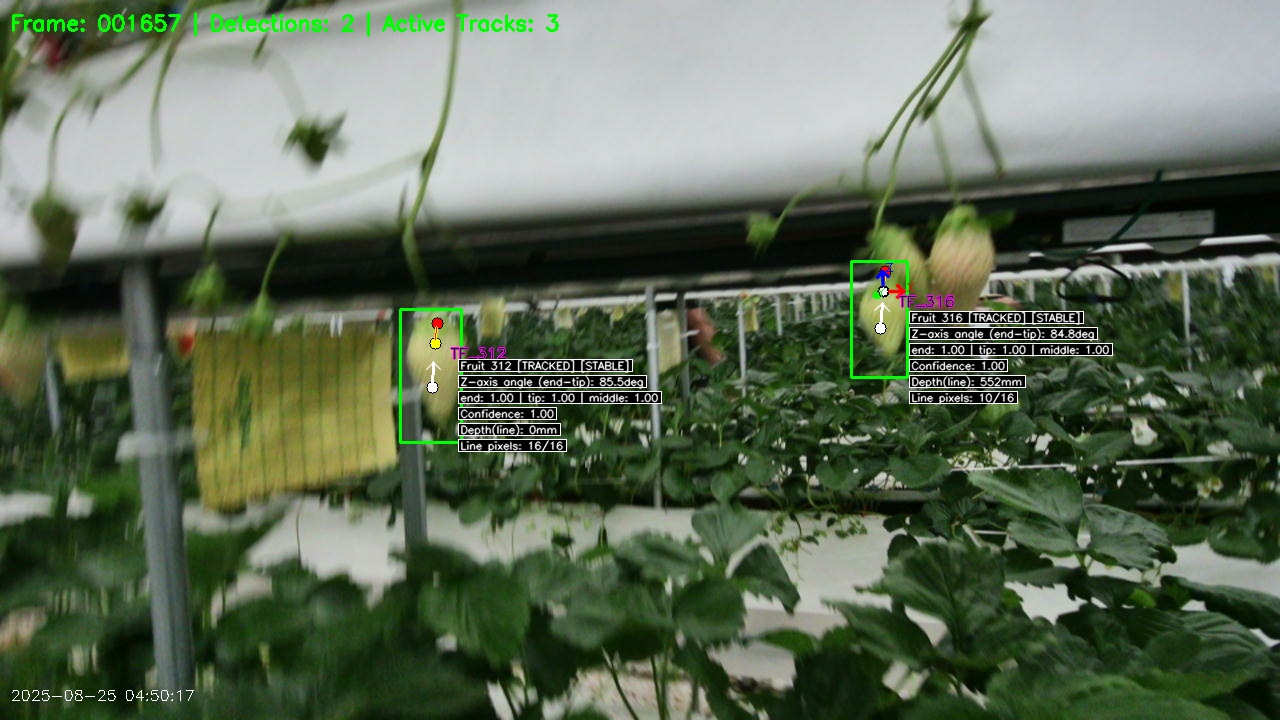 Frame: 001657 | Detections: 2 | Active Tracks: 3
TF_316
Fruit 316 [TRACKED] [STABLE]
Z-axis angle (end-tip): 84.8deg
end: 1.00 | tip: 1.00 | middle: 1.00
Confidence: 1.00
Depth(line): 552mm
Line pixels: 10/16
TF_312
Fruit 312 [TRACKED] [STABLE]
Z-axis angle (end-tip): 85.5deg
end: 1.00 | tip: 1.00 | middle: 1.00
Confidence: 1.00
Depth(line): 0mm
Line pixels: 16/16
2025-08-25 04:50:17